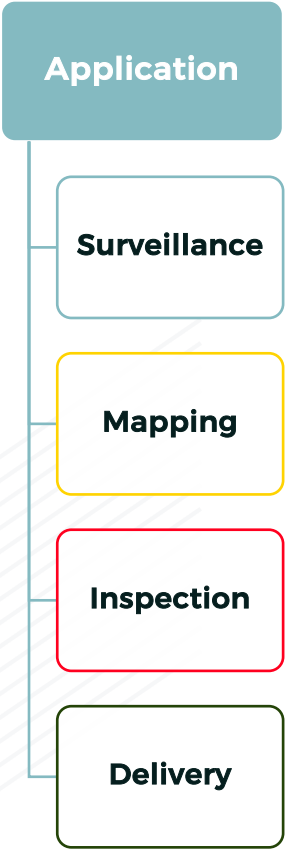 Application
Surveillance
Mapping
Inspection
Delivery